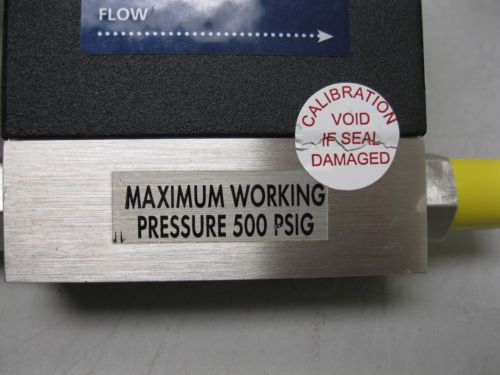 FLOW
CALIBRATION
VOID
IF SEAL
DAMAGED
MAXIMUM WORKING
PRESSURE 500 PSIG